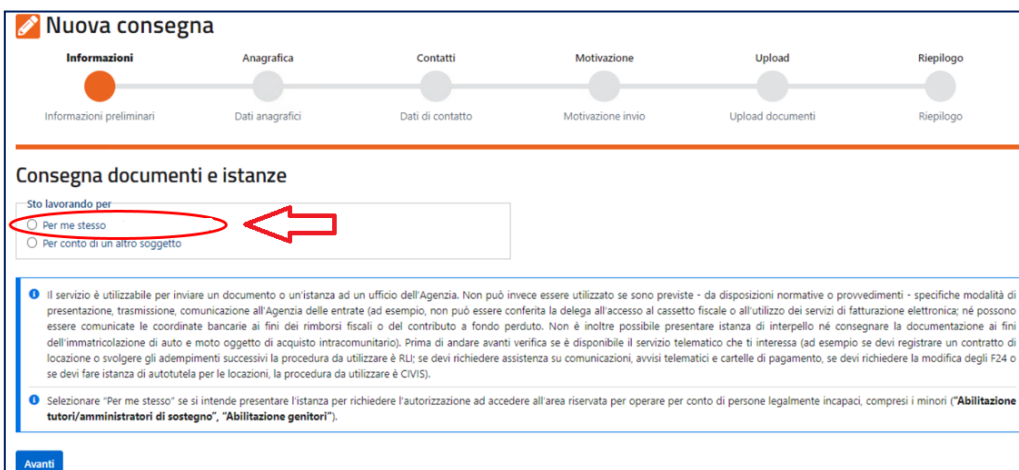 Nuova consegna
Informazioni Anagrafica Contatti Motivazione Upload Riepilogo
Informazioni preliminari Dati anagrafici Dati di contatto Motivazione invio Upload documenti Riepilogo
Consegna documenti e istanze
Sto lavorando per
Per me stesso
Per conto di un altro soggetto
Il servizio è utilizzabile per inviare un documento o un'istanza ad un ufficio dell'Agenzia. Non può invece essere utilizzato se sono previste - da disposizioni normative o provvedimenti - specifiche modalità di
presentazione, trasmissione, comunicazione all'Agenzia delle entrate (ad esempio, non può essere conferita la delega all'accesso al cassetto fiscale o all'utilizzo dei servizi di fatturazione elettronica; né possono
essere comunicate le coordinate bancarie ai fini dei rimborsi fiscali o del contributo a fondo perduto. Non è inoltre possibile presentare istanza di interpello né consegnare la documentazione ai fini
dell'immatricolazione di auto e moto oggetto di acquisto intracomunitario). Prima di andare avanti verifica se è disponibile il servizio telematico che ti interessa (ad esempio se devi registrare un contratto di
locazione o svolgere gli adempimenti successivi la procedura da utilizzare è RLI; se devi richiedere assistenza su comunicazioni, avvisi telematici e cartelle di pagamento, se devi richiedere la modifica degli F24 o
se devi fare istanza di autotutela per le locazioni, la procedura da utilizzare è CIVIS).
Selezionare "Per me stesso" se si intende presentare l'istanza per richiedere l'autorizzazione ad accedere all'area riservata per operare per conto di persone legalmente incapaci, compresi i minori ("Abilitazione
tutori/amministratori di sostegno", "Abilitazione genitori").
Avanti